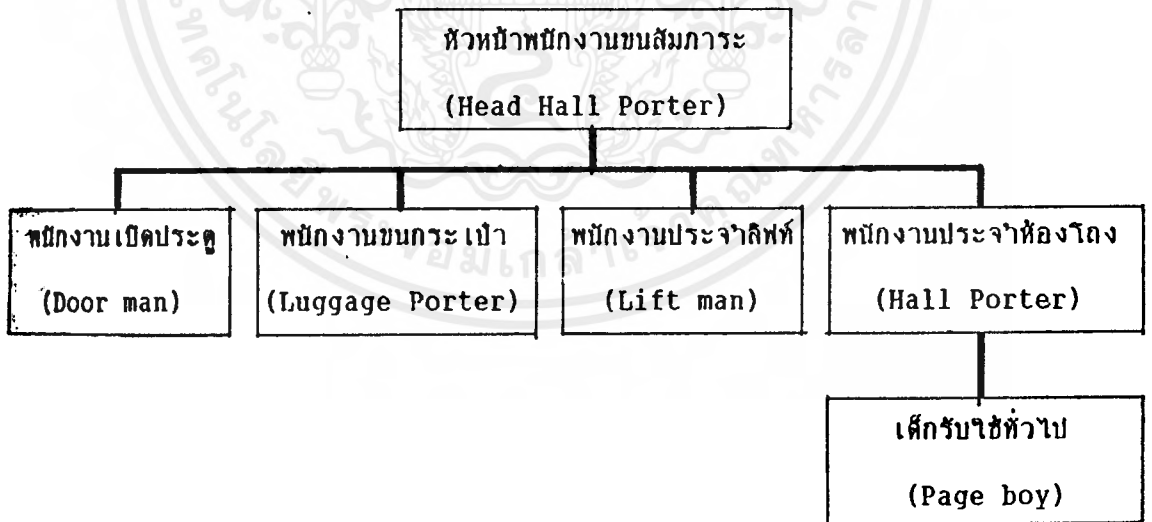 หัวหน้าพนักงานขนสัมภาระ
(Head Hall Porter)
พนักงานเปิดประตู
(Door man)
พนักงานขนกระเป๋า
(Luggage Porter)
พนักงานประจำลิฟท์
(Lift man)
พนักงานประจำห้องโถง
(Hall Porter)
เด็กรับใช้ทั่วไป
(Page boy)